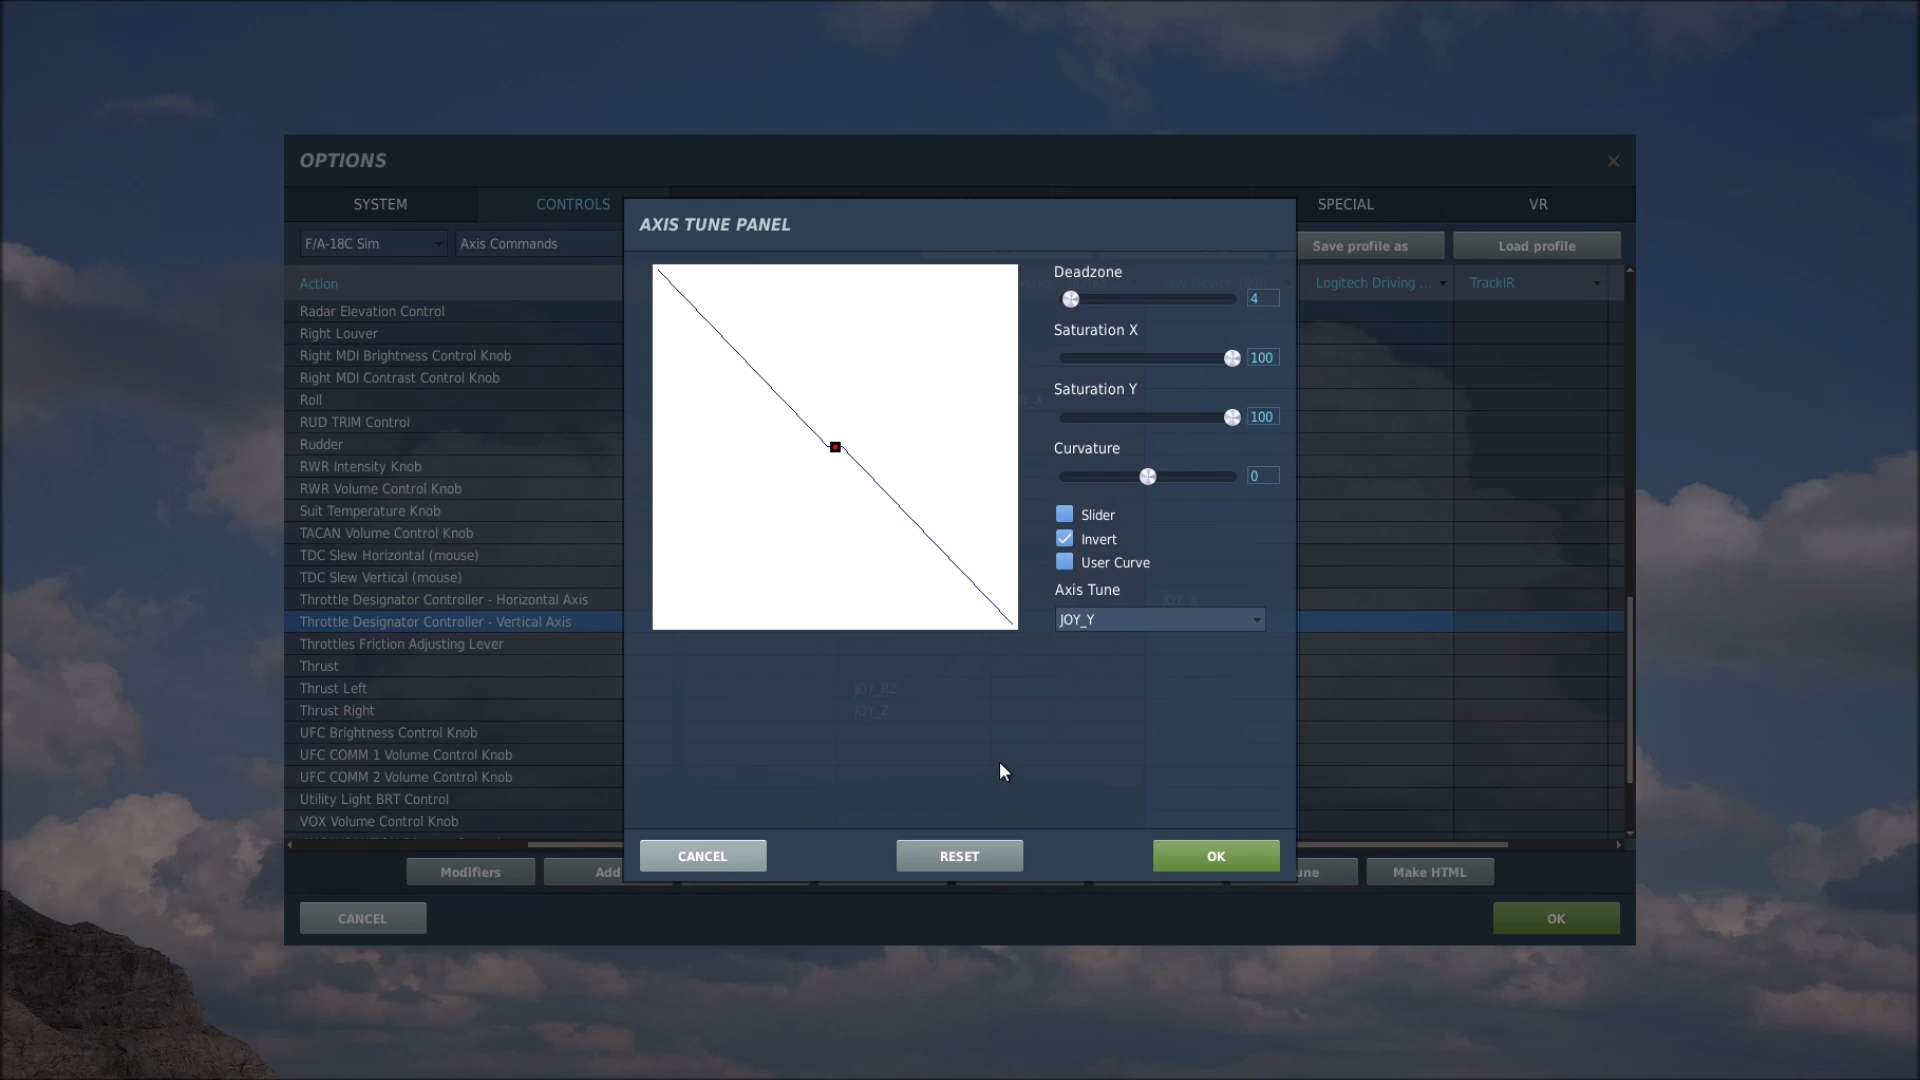 OPTIONS
SYSTEM
CONTROLS
SPECIAL
VR
F/A-18C Sim
Axis Commands
Save profile as
Load profile
Action
Logitech Driving ...
TrackIR
Radar Elevation Control
Right Louver
Right MDI Brightness Control Knob
Right MDI Contrast Control Knob
Roll
RUD TRIM Control
Rudder
RWR Intensity Knob
RWR Volume Control Knob
Suit Temperature Knob
TACAN Volume Control Knob
TDC Slew Horizontal (mouse)
TDC Slew Vertical (mouse)
Throttle Designator Controller - Horizontal Axis
JOY_X
Throttle Designator Controller - Vertical Axis
Throttles Friction Adjusting Lever
Thrust
Thrust Left
JOY_RZ
Thrust Right
JOY_Z
UFC Brightness Control Knob
UFC COMM 1 Volume Control Knob
UFC COMM 2 Volume Control Knob
Utility Light BRT Control
VOX Volume Control Knob
Modifiers
Add
une
Make HTML
CANCEL
OK
AXIS TUNE PANEL
Deadzone
4
Saturation X
100
Saturation Y
100
Curvature
0
Slider
Invert
User Curve
Axis Tune
JOY_Y
CANCEL
RESET
OK